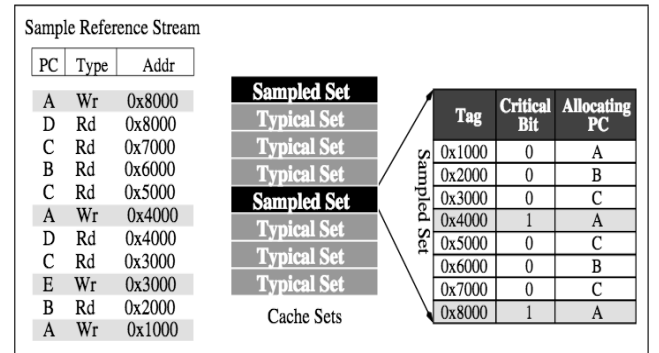 Sample Reference Stream
PC Type Addr
A Wr 0x8000
D Rd 0x8000
C Rd 0x7000
B Rd 0x6000
C Rd 0x5000
A Wr 0x4000
D Rd 0x4000
C Rd 0x3000
E Wr 0x3000
B Rd 0x2000
A Wr 0x1000
Sampled Set
Typical Set
Typical Set
Typical Set
Sampled Set
Typical Set
Typical Set
Typical Set
Cache Sets
Sampled Set
Tag Critical Bit Allocating PC
0x1000 0 A
0x2000 0 B
0x3000 0 C
0x4000 1 A
0x5000 0 C
0x6000 0 B
0x7000 0 C
0x8000 1 A